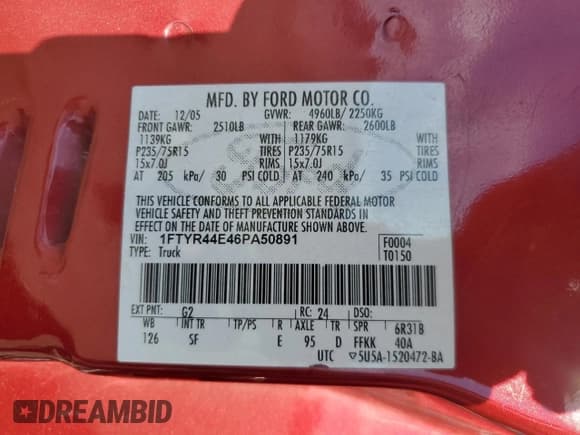 MFD. BY FORD MOTOR CO.
DATE: 12/05 GVWR: 4960LB/ 2250KG
FRONT GAWR: 2510LB REAR GAWR: 2600LB
1139KG WITH 1179KG WITH
P235/75R15 TIRES P235/75R15 TIRES
15x7.0J RIMS 15x7.0J RIMS
AT 205 kPa/ 30 PSI COLD AT 240 kPa/ 35 PSI COLD
THIS VEHICLE CONFORMS TO ALL APPLICABLE FEDERAL MOTOR
VEHICLE SAFETY AND THEFT PREVENTION STANDARDS IN
EFFECT ON THE DATE OF MANUFACTURE SHOWN ABOVE.
VIN: 1FTYR44E46PA50891 F0004
TYPE: Truck T0150
EXT PNT: G2 RC: 24 DSO:
WB INT TR TP/PS R AXLE TR SPR 6R31B
126 SF E 95 D FFKK 40A
UTC ▽5U5A-1520472-BA
DREAMBID